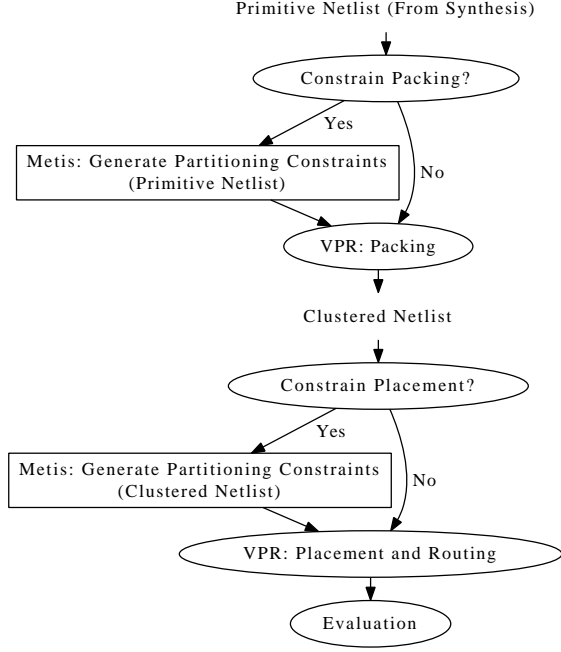 Primitive Netlist (From Synthesis)
Constrain Packing?
Yes
Metis: Generate Partitioning Constraints
(Primitive Netlist)
No
VPR: Packing
Clustered Netlist
Constrain Placement?
Yes
Metis: Generate Partitioning Constraints
(Clustered Netlist)
No
VPR: Placement and Routing
Evaluation